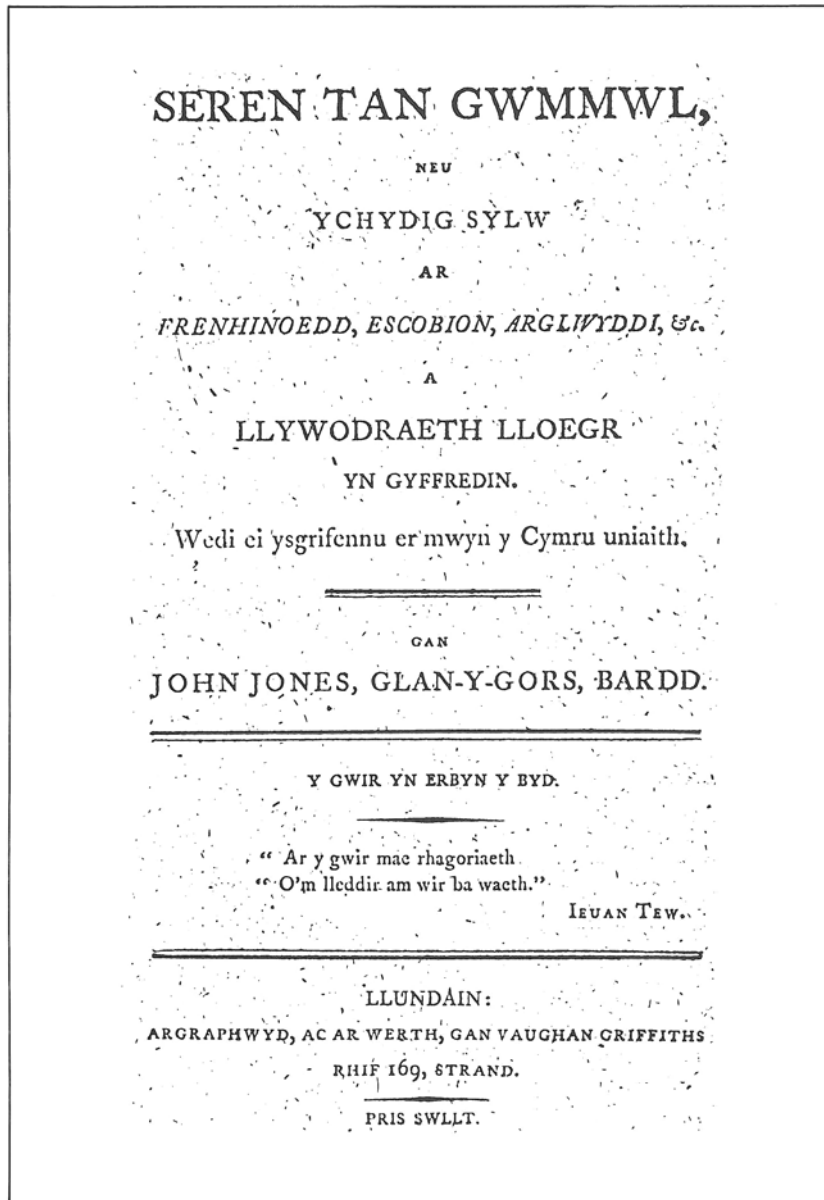 SEREN TAN GWMMWL,
NEU
YCHYDIG SYLW
AR
FRENHINOEDD, ESCOBION, ARGLWYDDI, &c.
A
LLYWODRAETH LLOEGR
YN GYFFREDIN.
Wedi ei ysgrifennu er mwyn y Cymru uniaith.
GAN
JOHN JONES, GLAN-Y-GORS, BARDD.
Y GWIR YN ERBYN Y BYD.
“ Ar y gwir mae rhagoriaeth
“ O'm lleddir am wir ba waeth.”
IEUAN TEW.
LLUNDAIN:
ARGRAPHWYD, AC AR WERTH, GAN VAUGHAN GRIFFITHS
RHIF 169, STRAND.
PRIS SWLLT.